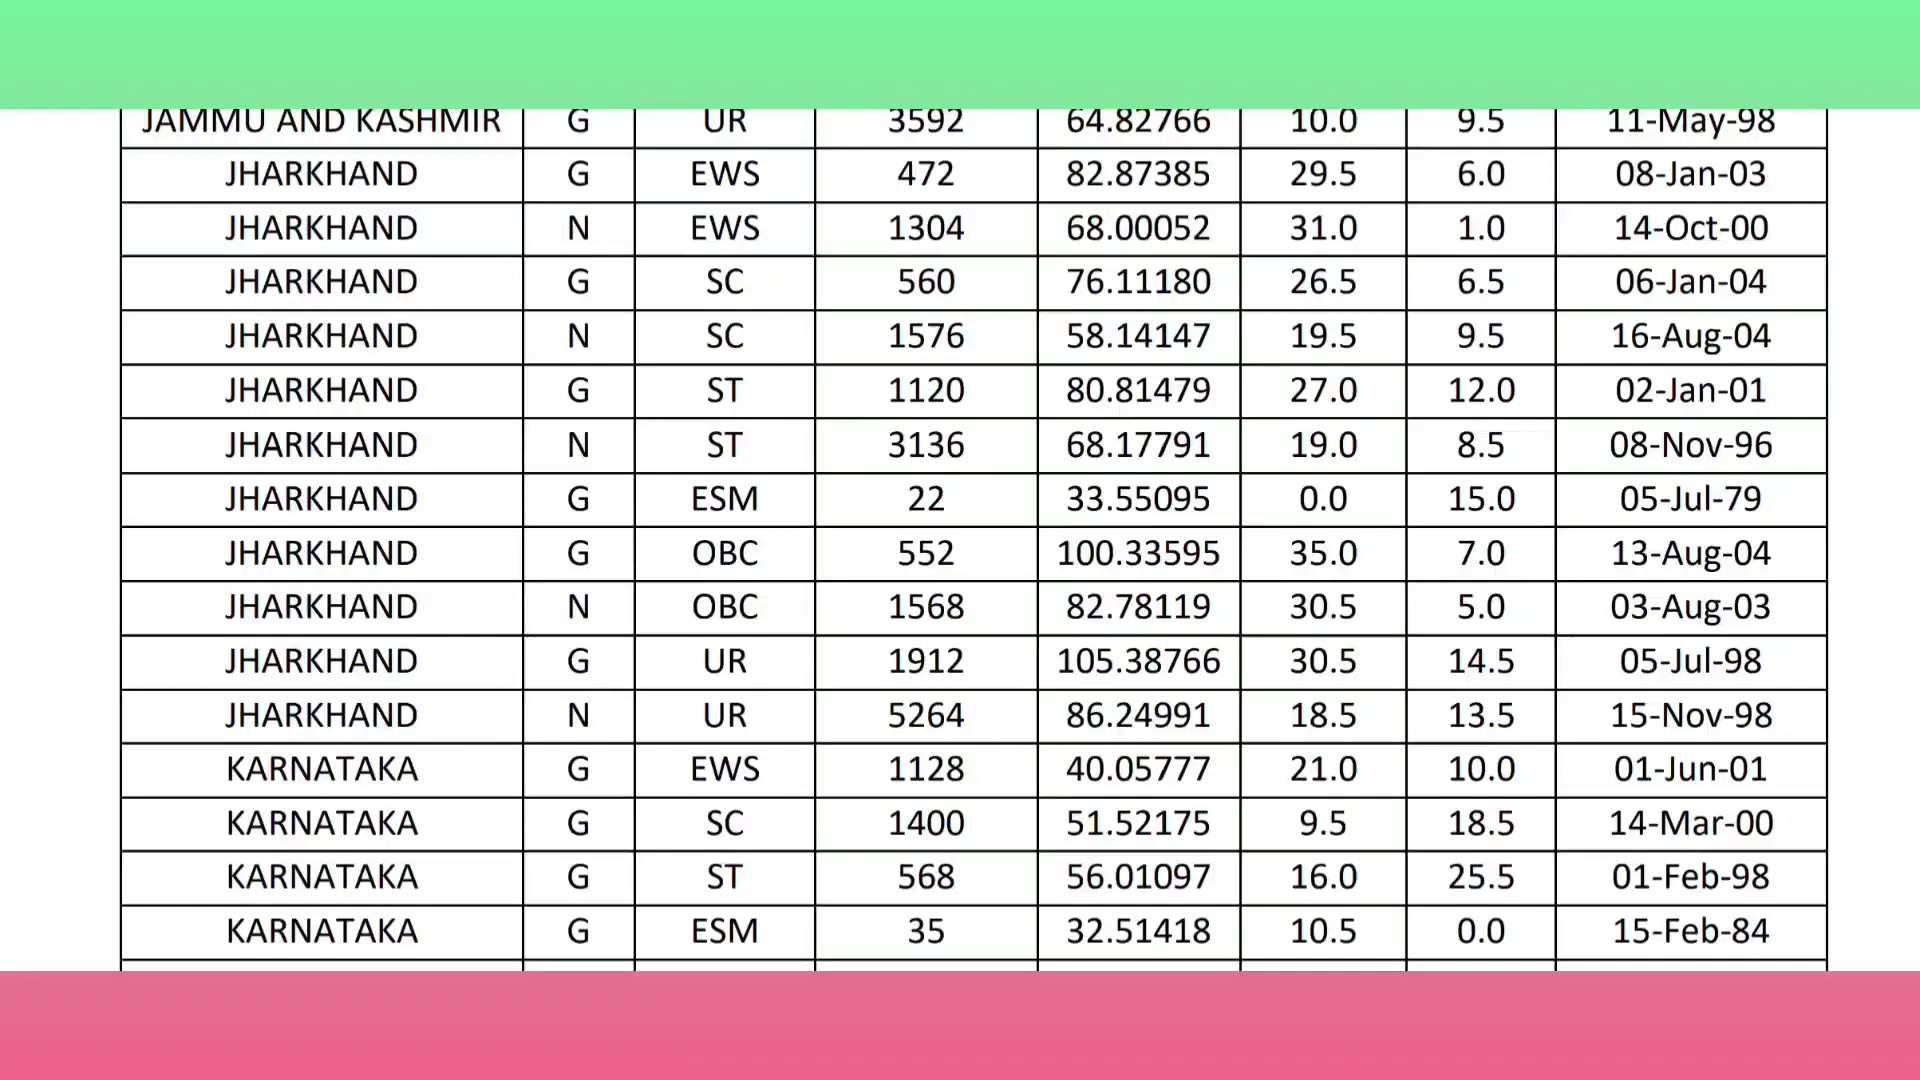 JAMMU AND KASHMIR G UR 3592 64.82766 10.0 9.5 11-May-98
JHARKHAND G EWS 472 82.87385 29.5 6.0 08-Jan-03
JHARKHAND N EWS 1304 68.00052 31.0 1.0 14-Oct-00
JHARKHAND G SC 560 76.11180 26.5 6.5 06-Jan-04
JHARKHAND N SC 1576 58.14147 19.5 9.5 16-Aug-04
JHARKHAND G ST 1120 80.81479 27.0 12.0 02-Jan-01
JHARKHAND N ST 3136 68.17791 19.0 8.5 08-Nov-96
JHARKHAND G ESM 22 33.55095 0.0 15.0 05-Jul-79
JHARKHAND G OBC 552 100.33595 35.0 7.0 13-Aug-04
JHARKHAND N OBC 1568 82.78119 30.5 5.0 03-Aug-03
JHARKHAND G UR 1912 105.38766 30.5 14.5 05-Jul-98
JHARKHAND N UR 5264 86.24991 18.5 13.5 15-Nov-98
KARNATAKA G EWS 1128 40.05777 21.0 10.0 01-Jun-01
KARNATAKA G SC 1400 51.52175 9.5 18.5 14-Mar-00
KARNATAKA G ST 568 56.01097 16.0 25.5 01-Feb-98
KARNATAKA G ESM 35 32.51418 10.5 0.0 15-Feb-84